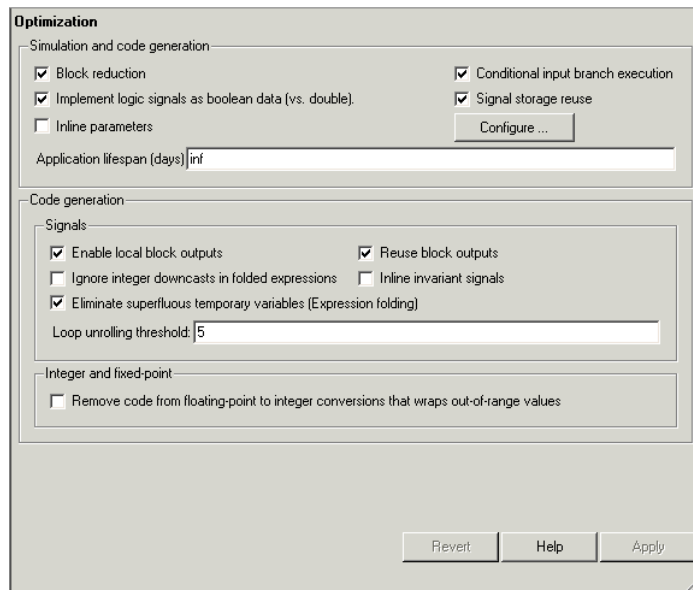 Optimization
Simulation and code generation
Block reduction
Conditional input branch execution
Implement logic signals as boolean data (vs. double).
Signal storage reuse
Inline parameters
Configure ...
Application lifespan (days) inf
Code generation
Signals
Enable local block outputs
Reuse block outputs
Ignore integer downcasts in folded expressions
Inline invariant signals
Eliminate superfluous temporary variables (Expression folding)
Loop unrolling threshold: 5
Integer and fixed-point
Remove code from floating-point to integer conversions that wraps out-of-range values
Revert
Help
Apply